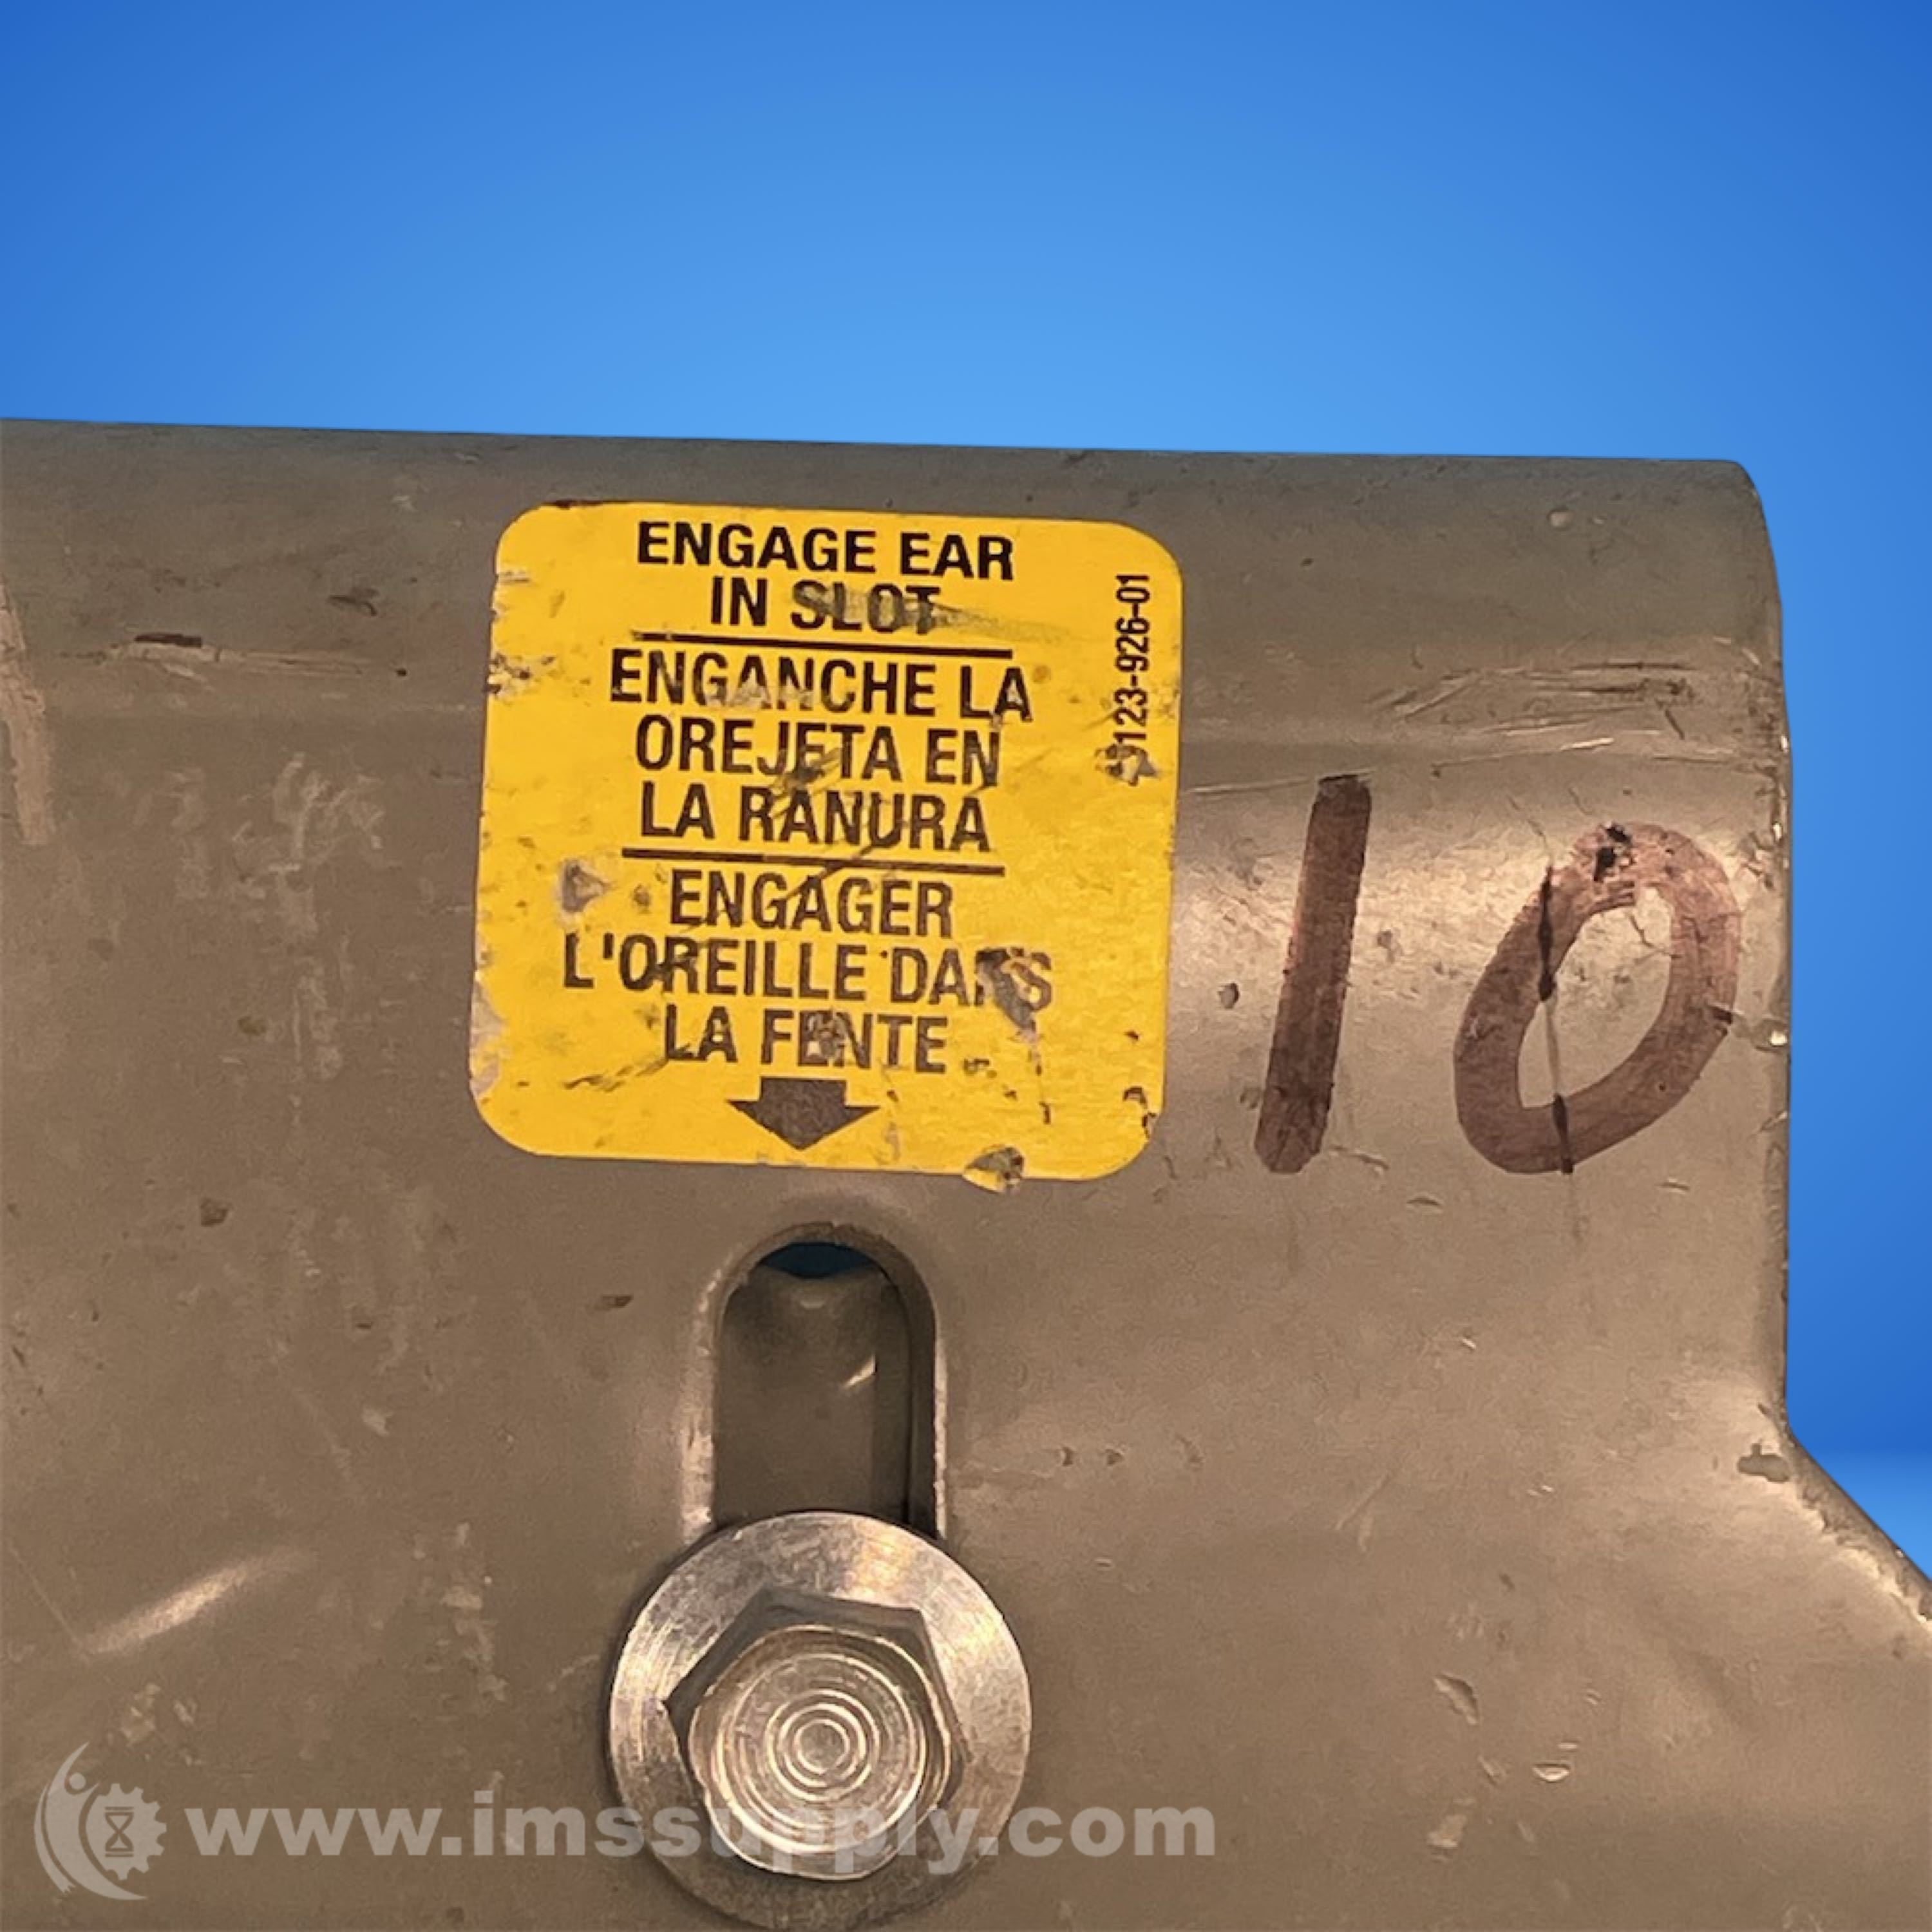 ENGAGE EAR
IN SLOT
ENGANCHE LA
OREJETA EN
LA RANURA
ENGAGER
L'OREILLE DANS
LA FENTE
123-926-01
10
www.imssupply.com